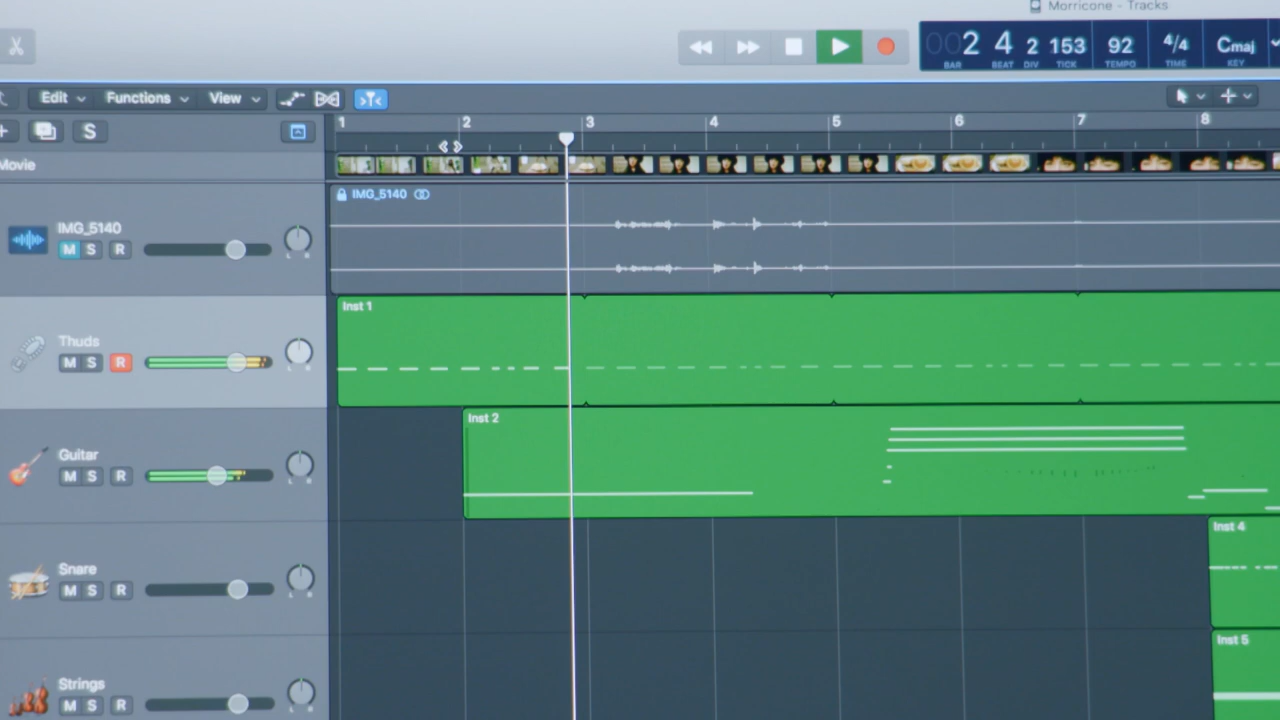 Morricone - Tracks
002 4 2 153 92 4/4 Cmaj
BAR BEAT DIV TICK TEMPO TIME KEY
Edit Functions View
S
1 2 3 4 5 6 7 8
Movie
IMG_5140
IMG_5140
M S R
L R
Inst 1
Thuds
M S R
L R
Inst 2
Guitar
M S R
L R
Inst 4
Snare
M S R
L R
Inst 5
Strings
M S R
L R